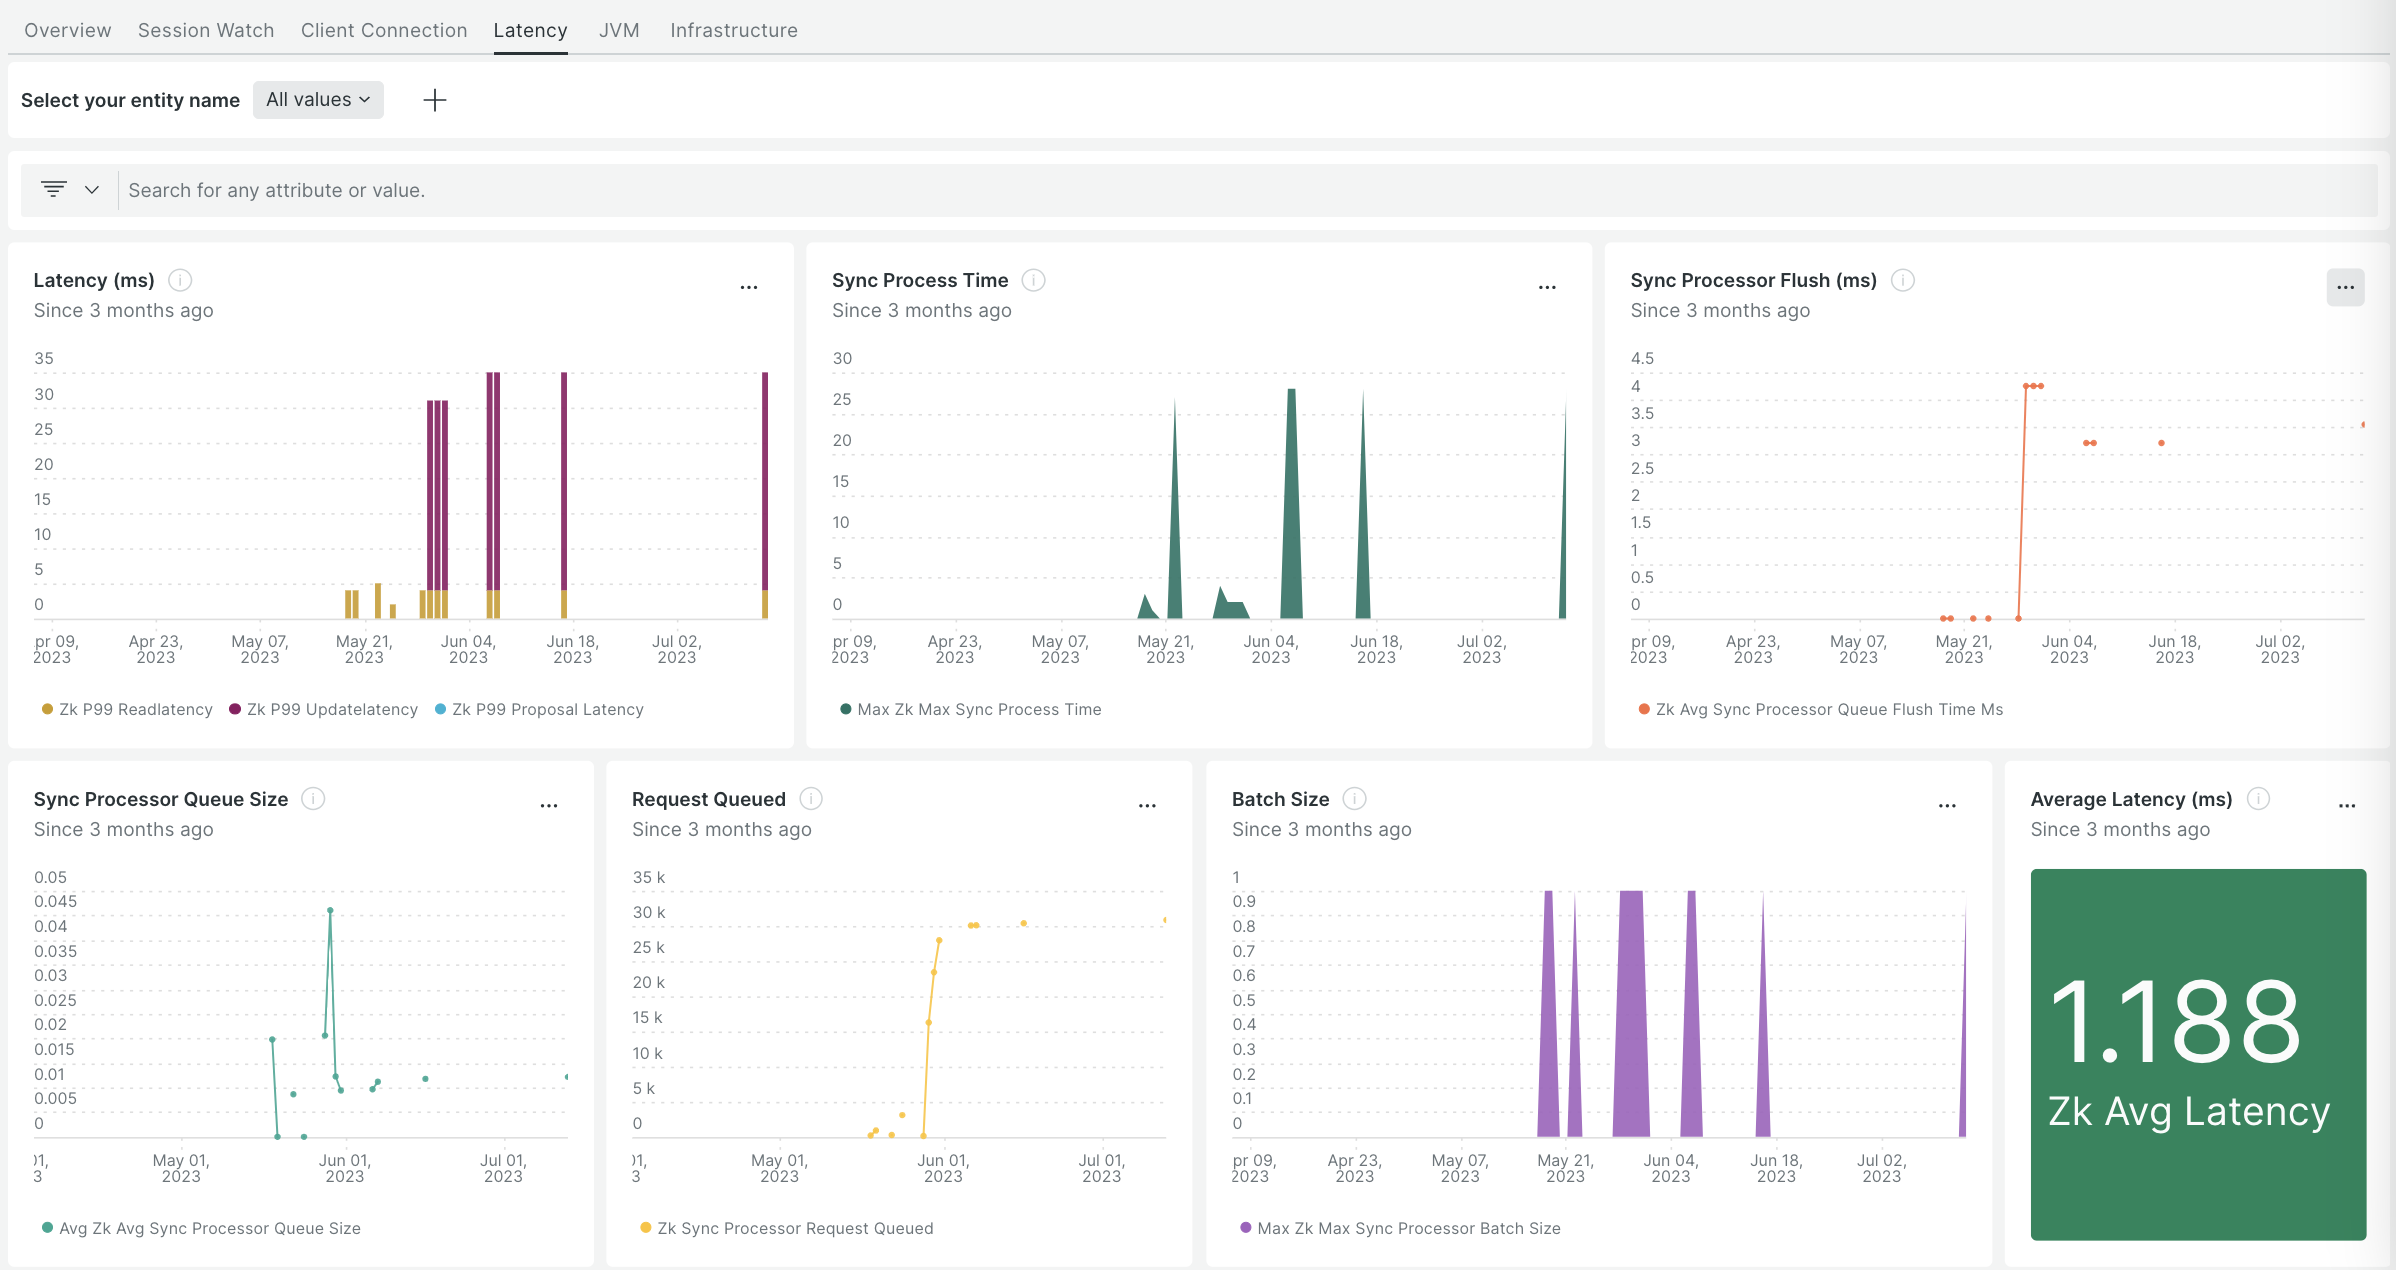 Overview Session Watch Client Connection Latency JVM Infrastructure
Select your entity name All values
Search for any attribute or value.
Latency (ms)
Since 3 months ago
35
30
25
20
15
10
5
0
pr 09, Apr 23, May 07, May 21, Jun 04, Jun 18, Jul 02,
2023 2023 2023 2023 2023 2023 2023
Zk P99 Readlatency Zk P99 Updatelatency Zk P99 Proposal Latency
Sync Process Time
Since 3 months ago
30
25
20
15
10
5
0
pr 09, Apr 23, May 07, May 21, Jun 04, Jun 18, Jul 02,
2023 2023 2023 2023 2023 2023 2023
Max Zk Max Sync Process Time
Sync Processor Flush (ms)
Since 3 months ago
4.5
4
3.5
3
2.5
2
1.5
1
0.5
0
pr 09, Apr 23, May 07, May 21, Jun 04, Jun 18, Jul 02,
2023 2023 2023 2023 2023 2023 2023
Zk Avg Sync Processor Queue Flush Time Ms
Sync Processor Queue Size
Since 3 months ago
0.05
0.045
0.04
0.035
0.03
0.025
0.02
0.015
0.01
0.005
0
01, May 01, Jun 01, Jul 01,
3 2023 2023 2023
Avg Zk Avg Sync Processor Queue Size
Request Queued
Since 3 months ago
35 k
30 k
25 k
20 k
15 k
10 k
5 k
0
01, May 01, Jun 01, Jul 01,
3 2023 2023 2023
Zk Sync Processor Request Queued
Batch Size
Since 3 months ago
1
0.9
0.8
0.7
0.6
0.5
0.4
0.3
0.2
0.1
0
pr 09, Apr 23, May 07, May 21, Jun 04, Jun 18, Jul 02,
2023 2023 2023 2023 2023 2023 2023
Max Zk Max Sync Processor Batch Size
Average Latency (ms)
Since 3 months ago
1.188
Zk Avg Latency